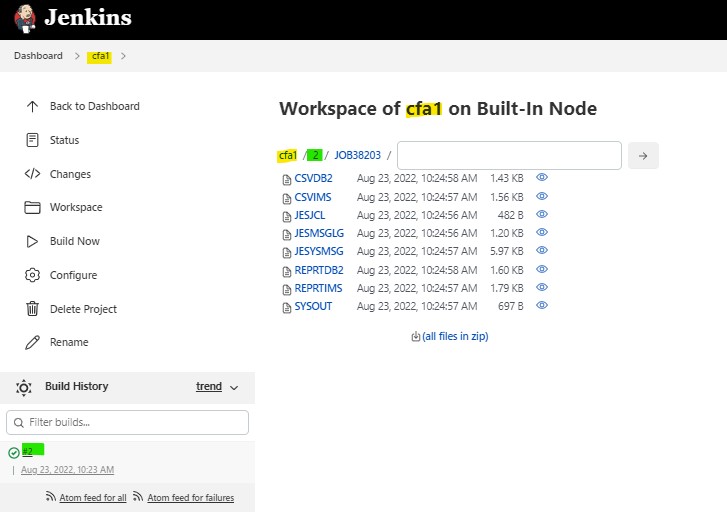 Jenkins
Dashboard > cfa1 >
Back to Dashboard
Status
Changes
Workspace
Build Now
Configure
Delete Project
Rename
Build History trend
Filter builds...
#2
Aug 23, 2022, 10:23 AM
Atom feed for all Atom feed for failures
Workspace of cfa1 on Built-In Node
cfa1 / 2 / JOB38203 /
CSVDB2 Aug 23, 2022, 10:24:58 AM 1.43 KB
CSVIMS Aug 23, 2022, 10:24:57 AM 1.56 KB
JESJCL Aug 23, 2022, 10:24:56 AM 482 B
JESMSGLG Aug 23, 2022, 10:24:56 AM 1.20 KB
JESYSMSG Aug 23, 2022, 10:24:57 AM 5.97 KB
REPRTDB2 Aug 23, 2022, 10:24:58 AM 1.60 KB
REPRTIMS Aug 23, 2022, 10:24:57 AM 1.79 KB
SYSOUT Aug 23, 2022, 10:24:57 AM 697 B
(all files in zip)